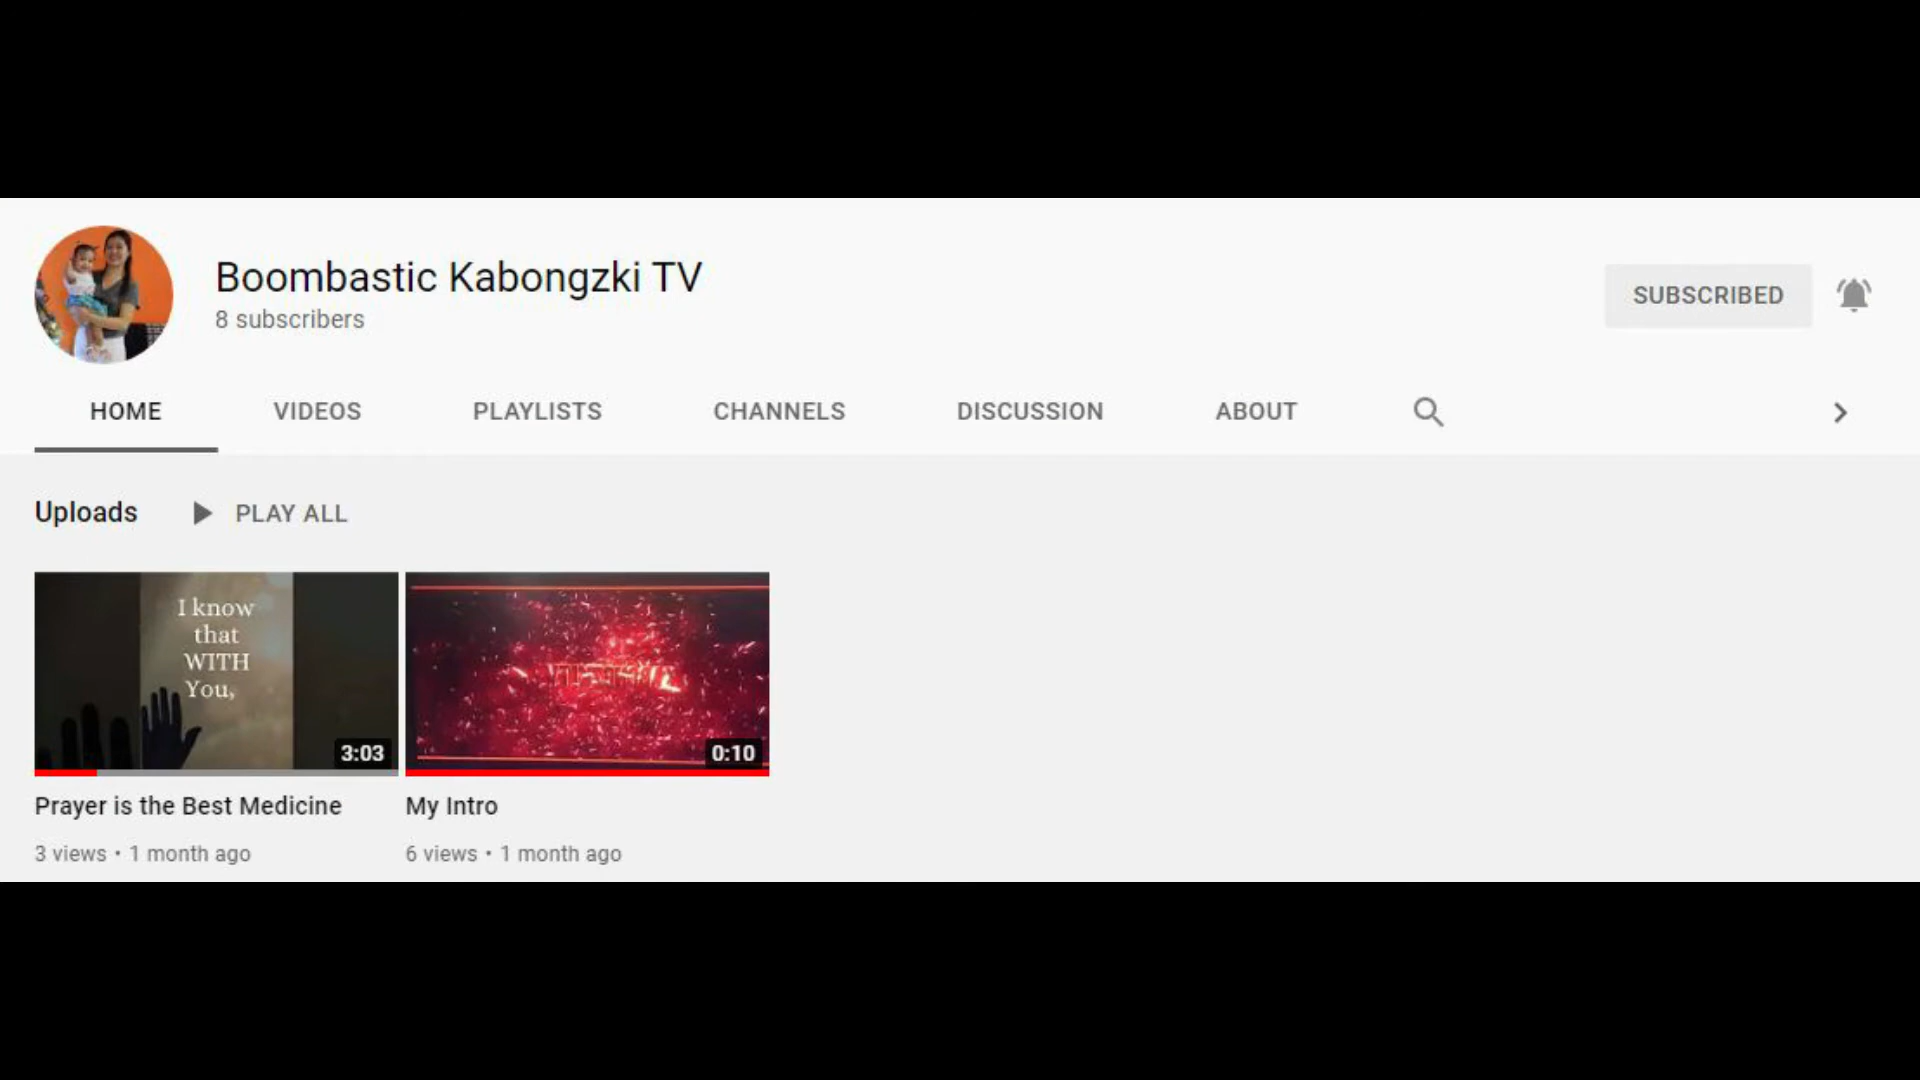 Boombastic Kabongzki TV
8 subscribers
SUBSCRIBED
HOME VIDEOS PLAYLISTS CHANNELS DISCUSSION ABOUT
Uploads PLAY ALL
I know
that
WITH
You,
3:03
0:10
Prayer is the Best Medicine
3 views • 1 month ago
My Intro
6 views • 1 month ago